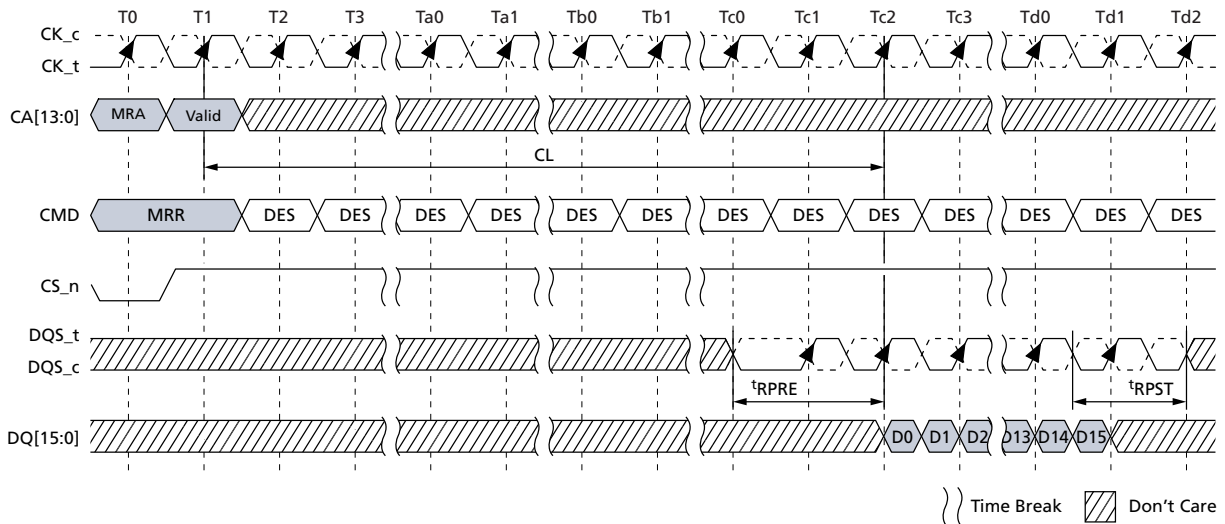 T0 T1 T2 T3 Ta0 Ta1 Tb0 Tb1 Tc0 Tc1 Tc2 Tc3 Td0 Td1 Td2
CK_c
CK_t
CA[13:0] MRA Valid
CL
CMD MRR DES DES DES DES DES DES DES DES DES DES DES DES DES
CS_n
DQS_t
DQS_c
tRPRE tRPST
DQ[15:0] D0 D1 D2 D13 D14 D15
Time Break Don't Care